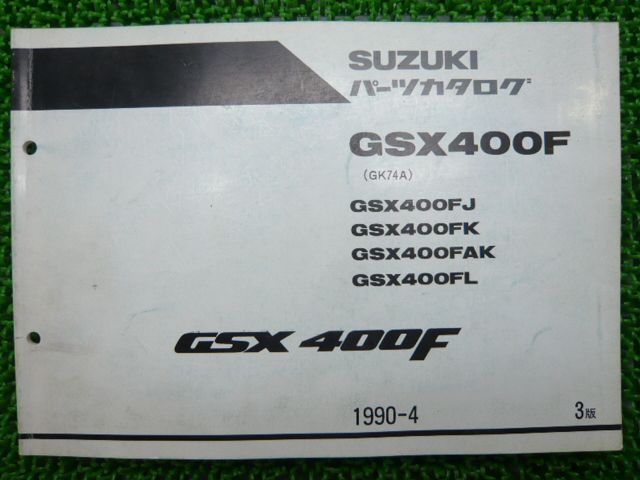 SUZUKI
パーツカタログ
GSX400F
(GK74A)
GSX400FJ
GSX400FK
GSX400FAK
GSX400FL
GSX 400F
1990-4
3版